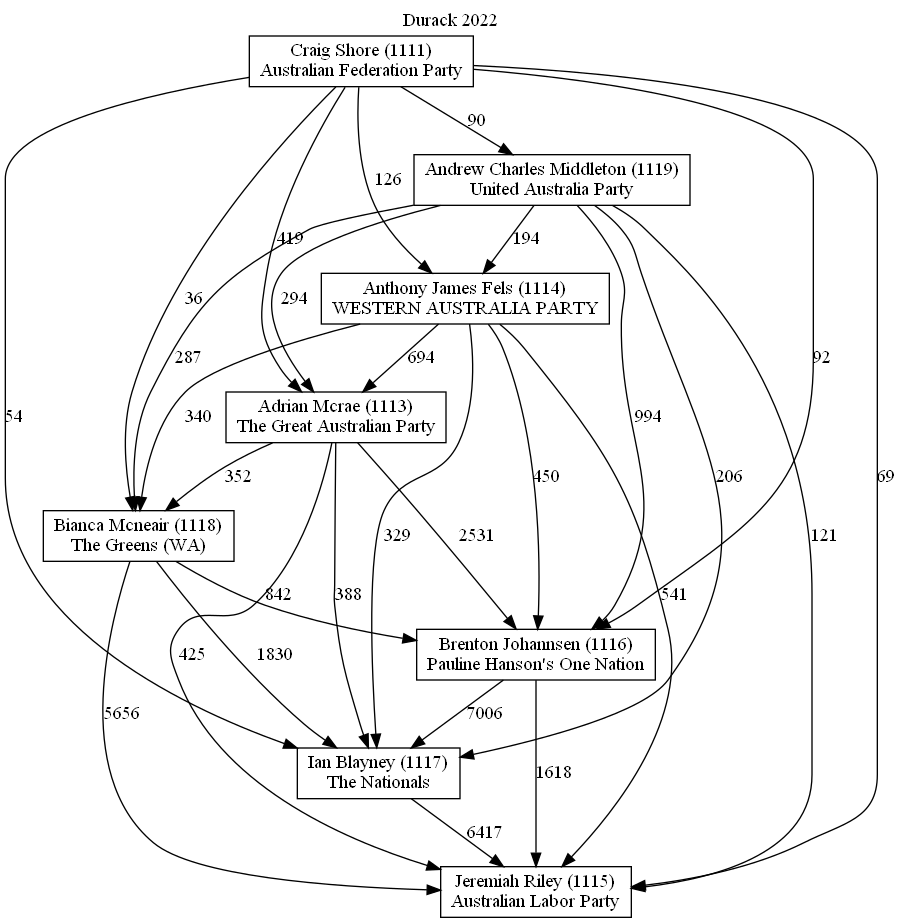 Durack 2022
Craig Shore (1111)
Australian Federation Party
90
Andrew Charles Middleton (1119)
United Australia Party
126
419
194
Anthony James Fels (1114)
WESTERN AUSTRALIA PARTY
36
294
287
694
92
Adrian Mcrae (1113)
The Great Australian Party
54
340
994
352
450
206
69
Bianca Mcneair (1118)
The Greens (WA)
329
2531
121
842
388
541
Brenton Johannsen (1116)
Pauline Hanson's One Nation
425
1830
5656
7006
Ian Blayney (1117)
The Nationals
1618
6417
Jeremiah Riley (1115)
Australian Labor Party